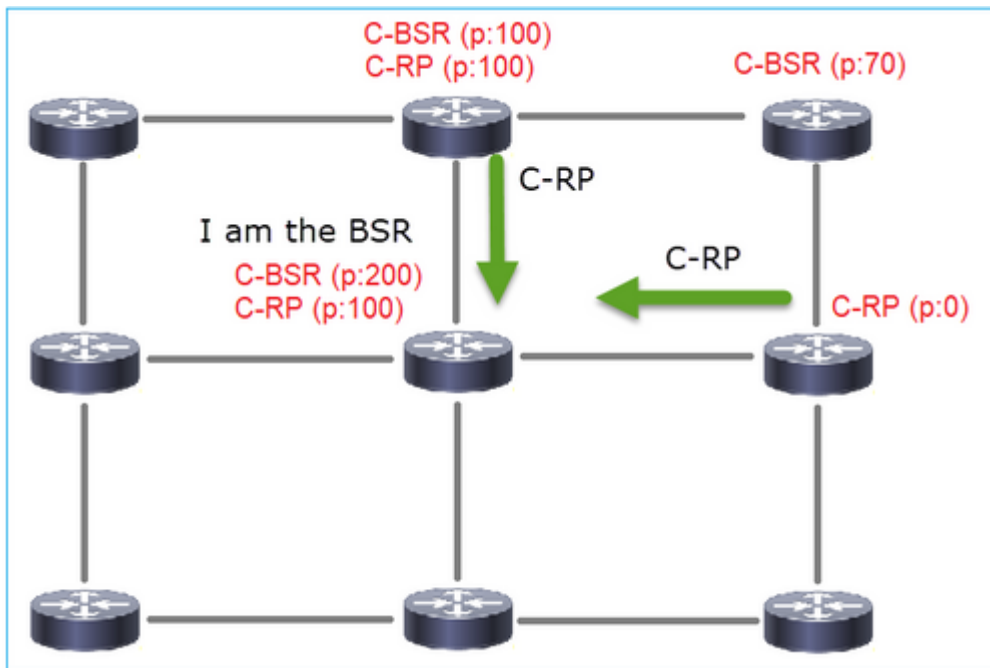 C-BSR (p:100)
C-RP (p:100)
C-BSR (p:70)
C-RP
I am the BSR
C-RP
C-BSR (p:200)
C-RP (p:100)
C-RP (p:0)